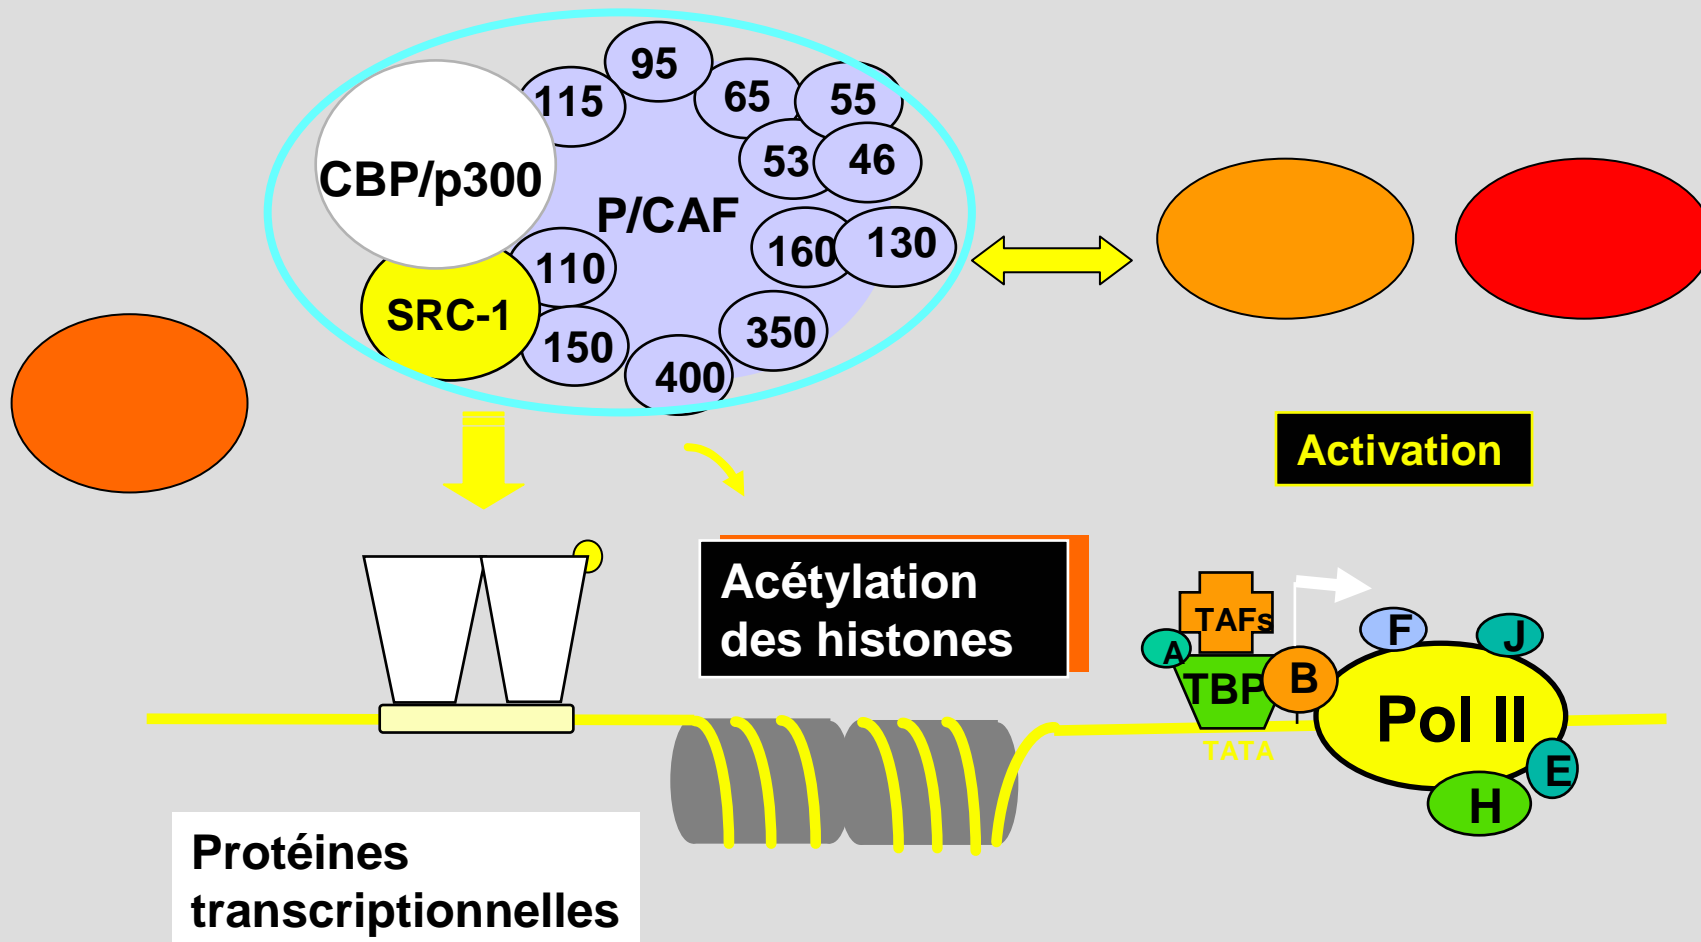 95
115
65
55
53
46
CBP/p300
P/CAF
160
130
110
SRC-1
150
350
400
Activation
Acétylation
des histones
TAFs
A
TBP
B
F
J
Pol II
TATA
E
H
Protéines
transcriptionnelles